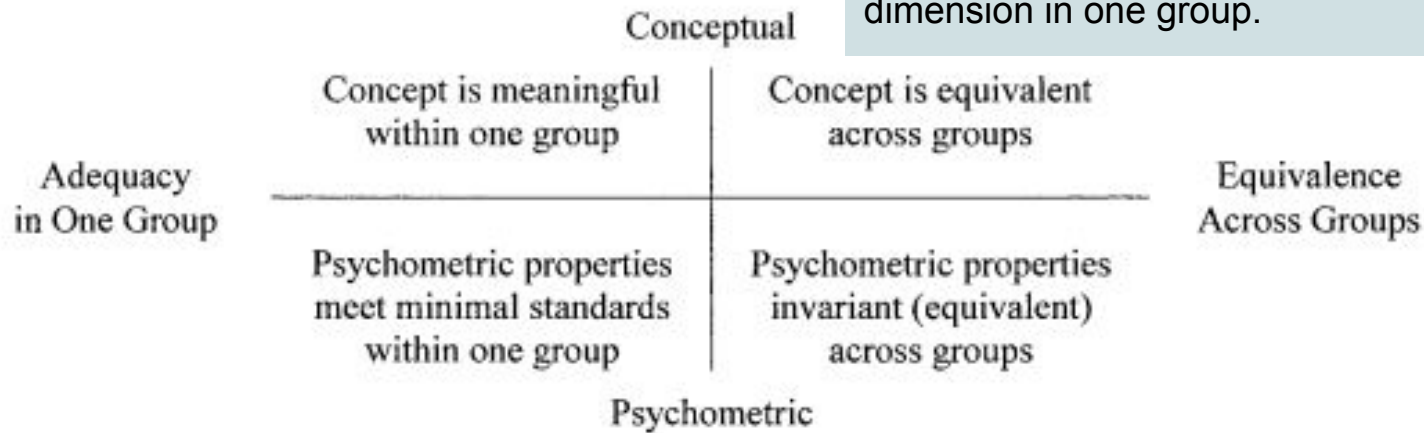 dimension in one group.
Conceptual
Concept is meaningful
within one group
Concept is equivalent
across groups
Adequacy
in One Group
Equivalence
Across Groups
Psychometric properties
meet minimal standards
within one group
Psychometric properties
invariant (equivalent)
across groups
Psychometric